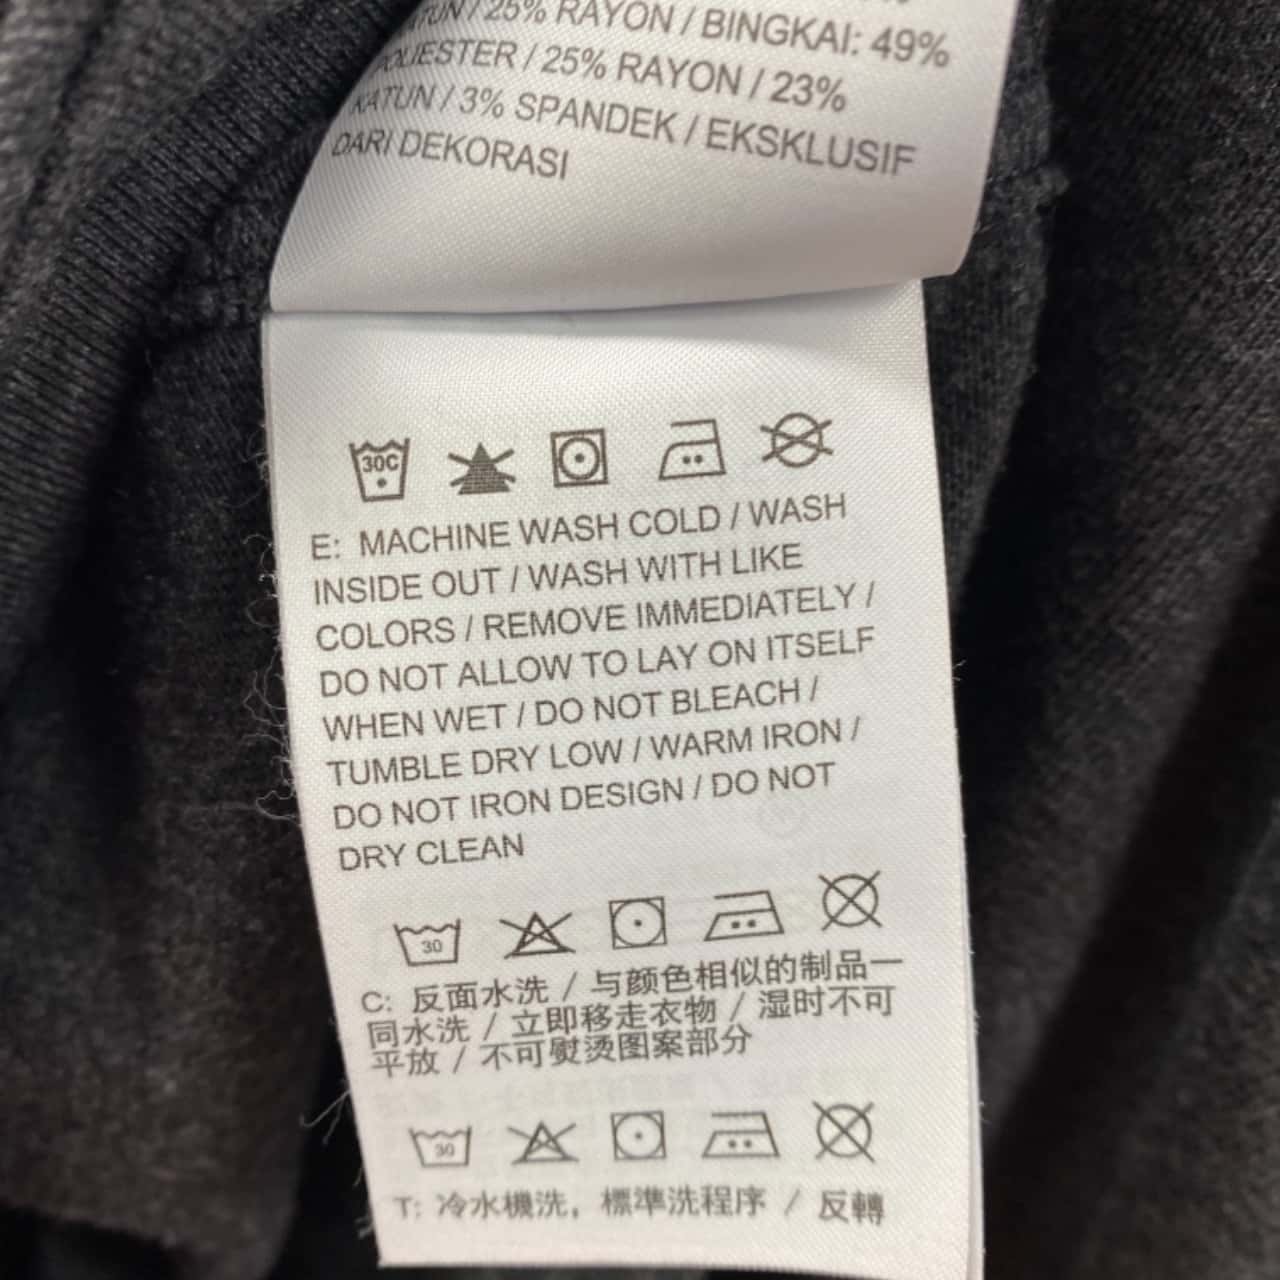 25% RAYON / BINGKAI: 49%
POLIESTER / 25% RAYON / 23%
KATUN / 3% SPANDEK / EKSKLUSIF
DARI DEKORASI
30C
E: MACHINE WASH COLD / WASH
INSIDE OUT / WASH WITH LIKE
COLORS / REMOVE IMMEDIATELY /
DO NOT ALLOW TO LAY ON ITSELF
WHEN WET / DO NOT BLEACH /
TUMBLE DRY LOW / WARM IRON /
DO NOT IRON DESIGN / DO NOT
DRY CLEAN
30
C: 反面水洗 / 与颜色相似的制品一
同水洗 / 立即移走衣物 / 湿时不可
平放 / 不可熨烫图案部分
30
T: 冷水機洗，標準洗程序 / 反轉